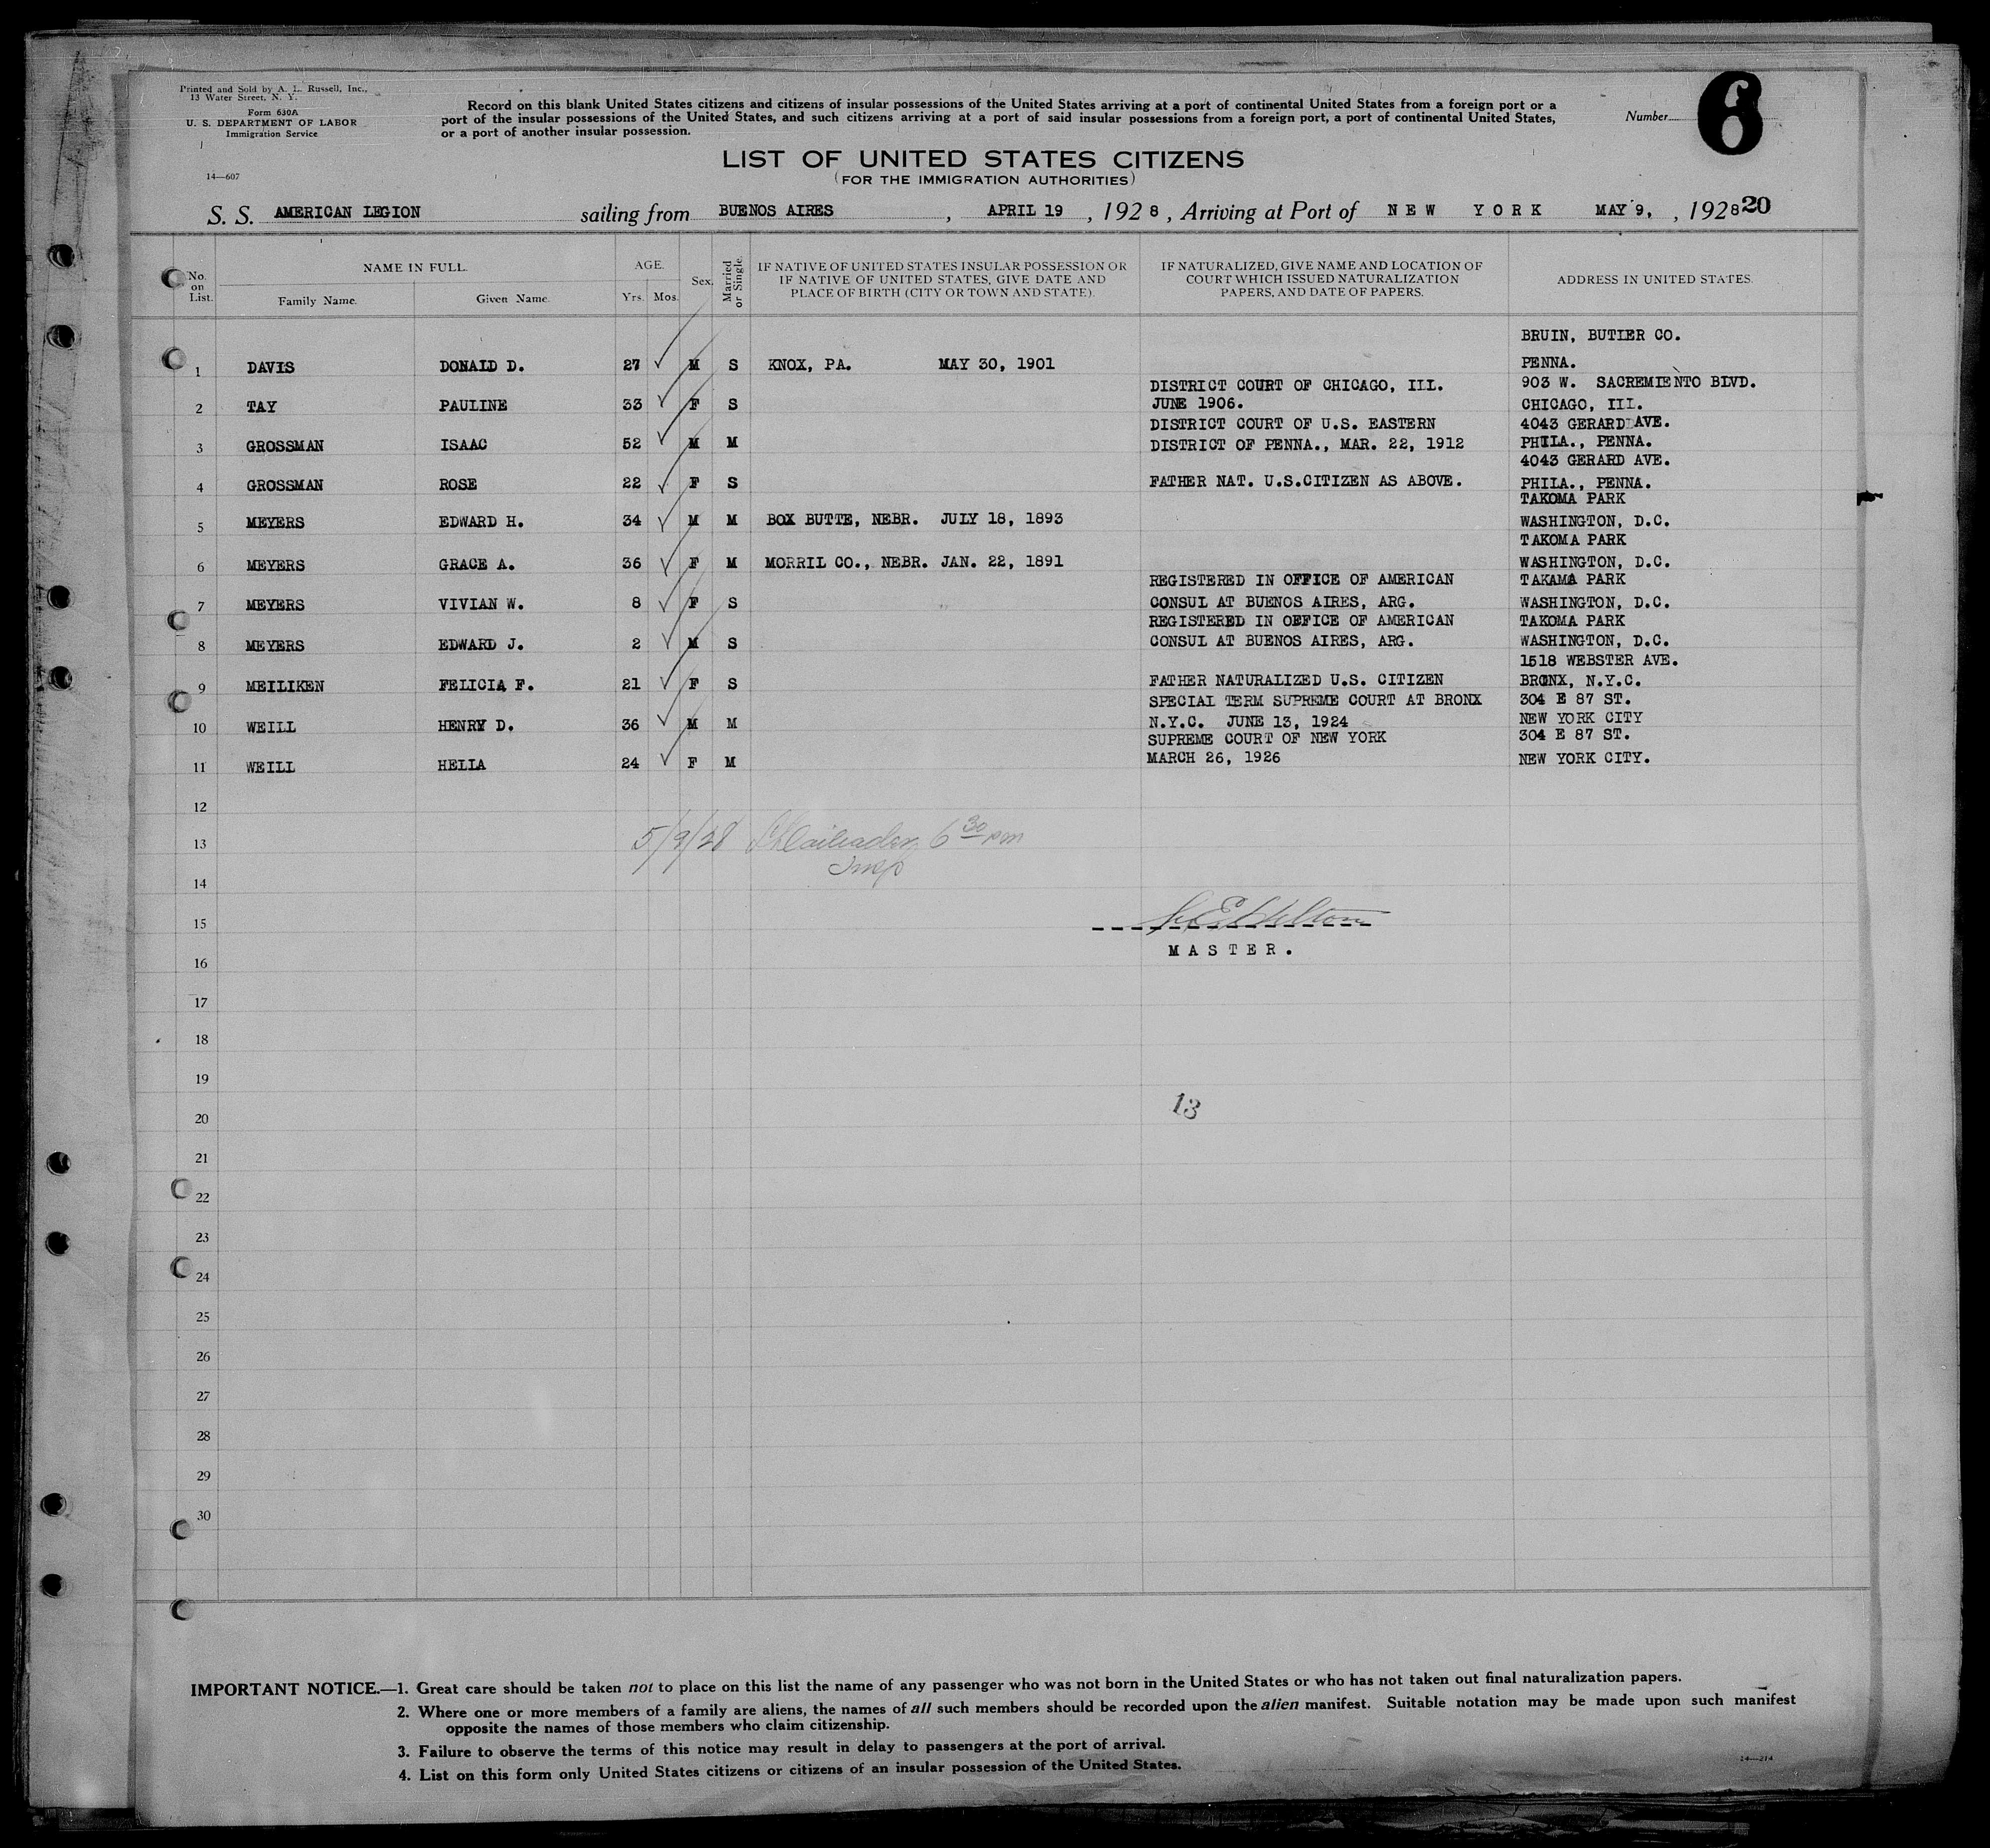 Printed and Sold by A. L. Russell, Inc.,
13 Water Street, N. Y.
Form 630A
U. S. DEPARTMENT OF LABOR
Immigration Service
14—607
Record on this blank United States citizens and citizens of insular possessions of the United States arriving at a port of continental United States from a foreign port or a
port of the insular possessions of the United States, and such citizens arriving at a port of said insular possessions from a foreign port, a port of continental United States,
or a port of another insular possession.
Number 6
LIST OF UNITED STATES CITIZENS
(FOR THE IMMIGRATION AUTHORITIES)
S. S. AMERICAN LEGION sailing from BUENOS AIRES, APRIL 19, 1928, Arriving at Port of NEW YORK MAY 9, , 1928 20
No. on List. NAME IN FULL. AGE. Sex. Married or Single. IF NATIVE OF UNITED STATES INSULAR POSSESSION OR IF NATIVE OF UNITED STATES, GIVE DATE AND PLACE OF BIRTH (CITY OR TOWN AND STATE). IF NATURALIZED, GIVE NAME AND LOCATION OF COURT WHICH ISSUED NATURALIZATION PAPERS, AND DATE OF PAPERS. ADDRESS IN UNITED STATES.
Family Name. Given Name. Yrs. Mos.
BRUIN, BUTLER CO.
1 DAVIS DONALD D. 27 M S KNOX, PA. MAY 30, 1901 PENNA.
DISTRICT COURT OF CHICAGO, ILL. 903 W. SACREMIENTO BLVD.
2 TAY PAULINE 33 F S JUNE 1906. CHICAGO, ILL.
DISTRICT COURT OF U.S. EASTERN 4043 GERARD AVE.
3 GROSSMAN ISAAC 52 M M DISTRICT OF PENNA., MAR. 22, 1912 PHILA., PENNA.
4043 GERARD AVE.
4 GROSSMAN ROSE 22 F S FATHER NAT. U.S.CITIZEN AS ABOVE. PHILA., PENNA.
TAKOMA PARK
5 MEYERS EDWARD H. 34 M M BOX BUTTE, NEBR. JULY 18, 1893 WASHINGTON, D.C.
TAKOMA PARK
6 MEYERS GRACE A. 36 F M MORRIL CO., NEBR. JAN. 22, 1891 WASHINGTON, D.C.
REGISTERED IN OFFICE OF AMERICAN TAKAMA PARK
7 MEYERS VIVIAN W. 8 F S CONSUL AT BUENOS AIRES, ARG. WASHINGTON, D.C.
REGISTERED IN OFFICE OF AMERICAN TAKOMA PARK
8 MEYERS EDWARD J. 2 M S CONSUL AT BUENOS AIRES, ARG. WASHINGTON, D.C.
1518 WEBSTER AVE.
9 MEILIKEN FELICIA F. 21 F S FATHER NATURALIZED U.S. CITIZEN BRONX, N.Y.C.
SPECIAL TERM SUPREME COURT AT BRONX 304 E 87 ST.
10 WEILL HENRY D. 36 M M N.Y.C. JUNE 13, 1924 NEW YORK CITY
SUPREME COURT OF NEW YORK 304 E 87 ST.
11 WEILL HELLA 24 F M MARCH 26, 1926 NEW YORK CITY.
12
13 5/9/28 6 30 pm
Insp
14
15
MASTER.
16
17
18
19
20 13
21
22
23
24
25
26
27
28
29
30
IMPORTANT NOTICE.—1. Great care should be taken not to place on this list the name of any passenger who was not born in the United States or who has not taken out final naturalization papers.
2. Where one or more members of a family are aliens, the names of all such members should be recorded upon the alien manifest. Suitable notation may be made upon such manifest
opposite the names of those members who claim citizenship.
3. Failure to observe the terms of this notice may result in delay to passengers at the port of arrival.
4. List on this form only United States citizens or citizens of an insular possession of the United States.
14—214